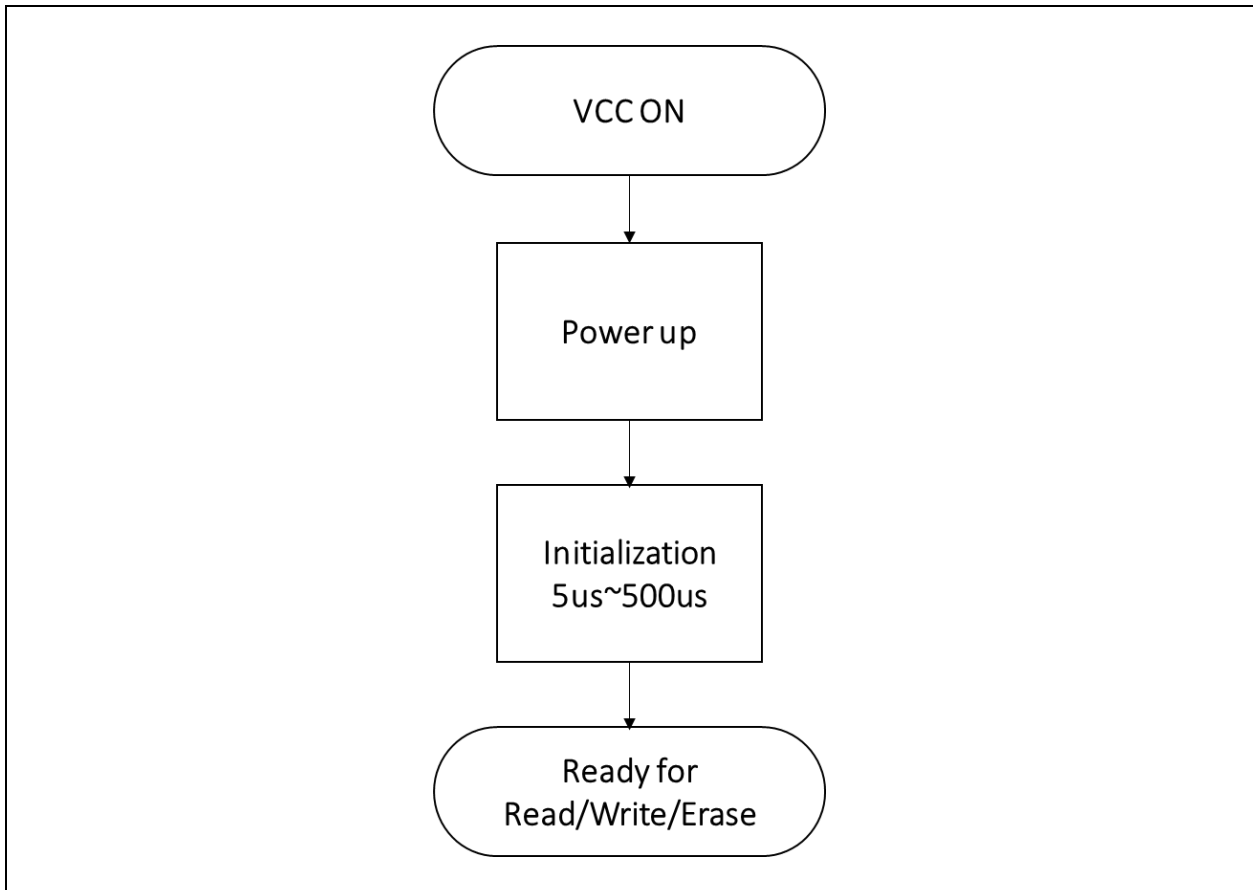 VCC ON
Power up
Initialization
5us~500us
Ready for
Read/Write/Erase